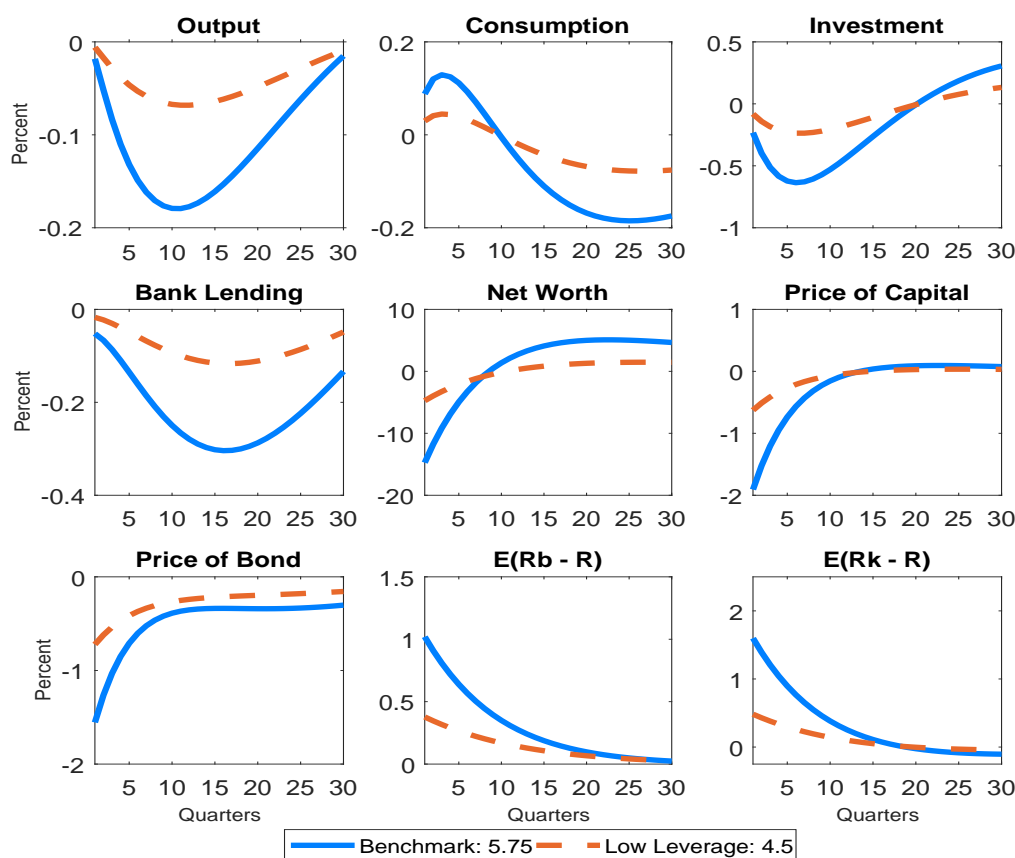 Output
Consumption
Investment
Percent
0
-0.1
-0.2
5 10 15 20 25 30
0.2
0
-0.2
5 10 15 20 25 30
0.5
0
-0.5
-1
5 10 15 20 25 30
Bank Lending
Net Worth
Price of Capital
Percent
0
-0.2
-0.4
5 10 15 20 25 30
10
0
-10
-20
5 10 15 20 25 30
1
0
-1
-2
5 10 15 20 25 30
Price of Bond
E(Rb - R)
E(Rk - R)
Percent
0
-1
-2
5 10 15 20 25 30
Quarters
1.5
1
0.5
0
5 10 15 20 25 30
Quarters
2
1
0
5 10 15 20 25 30
Quarters
Benchmark: 5.75
Low Leverage: 4.5